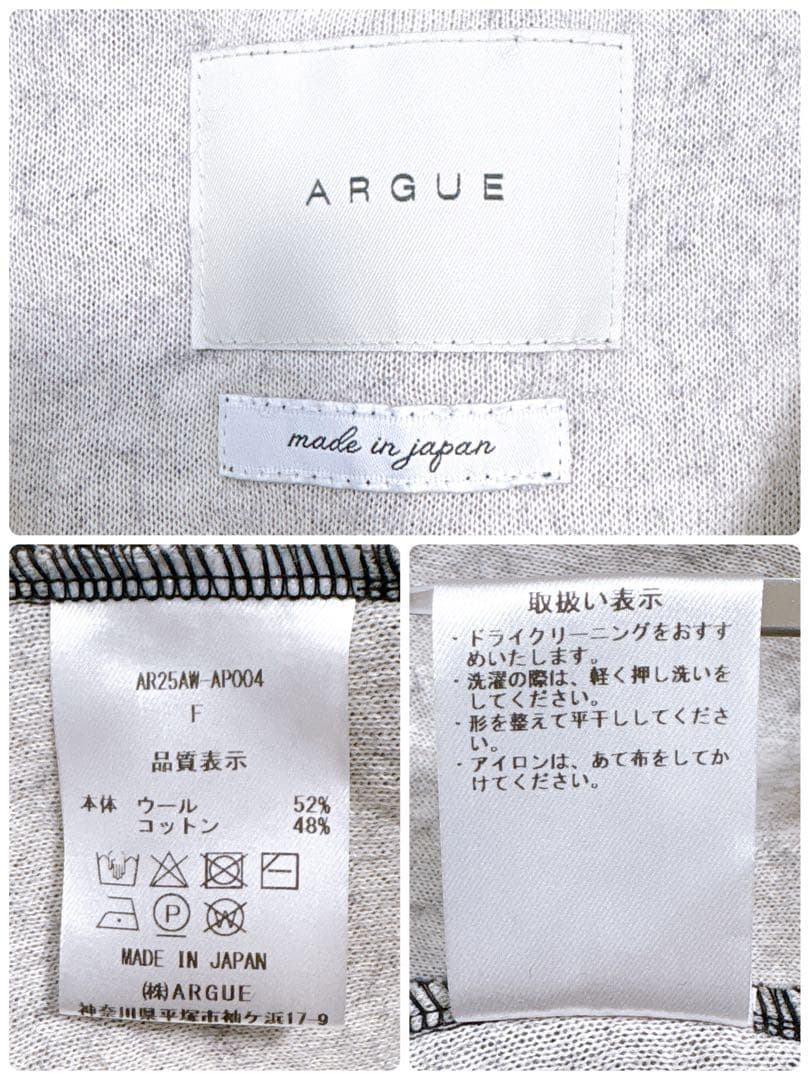 ARGUE
made in japan
AR25AW-AP004
F
品質表示
本体 ウール 52%
コットン 48%
P
W
MADE IN JAPAN
(株)ARGUE
神奈川県平塚市袖ケ浜17-9
取扱い表示
・ドライクリーニングをおすす
めいたします。
・洗濯の際は、軽く押し洗いを
してください。
・形を整えて平干ししてくださ
い。
・アイロンは、あて布をしてか
けてください。